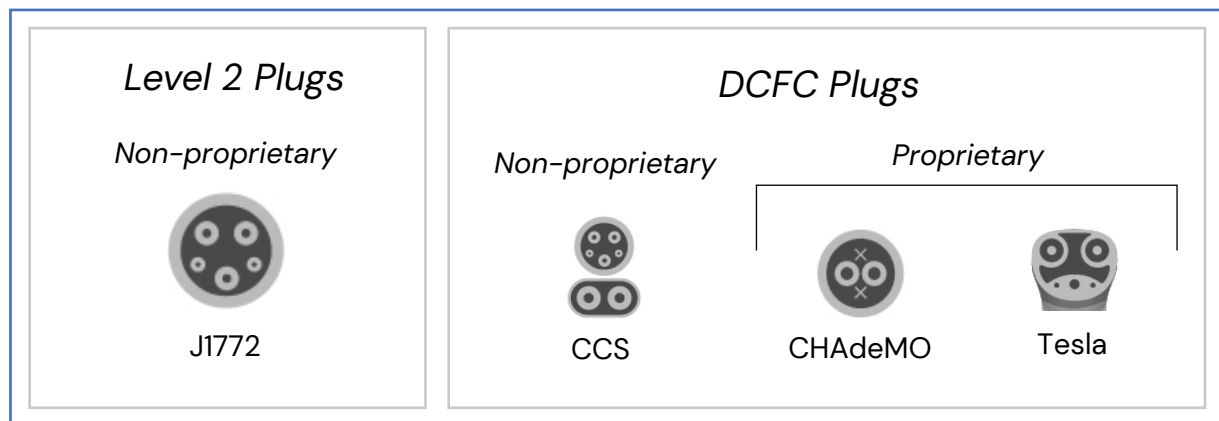 Level 2 Plugs
Non-proprietary
J1772
DCFC Plugs
Non-proprietary
Proprietary
CCS
CHAdeMO
Tesla